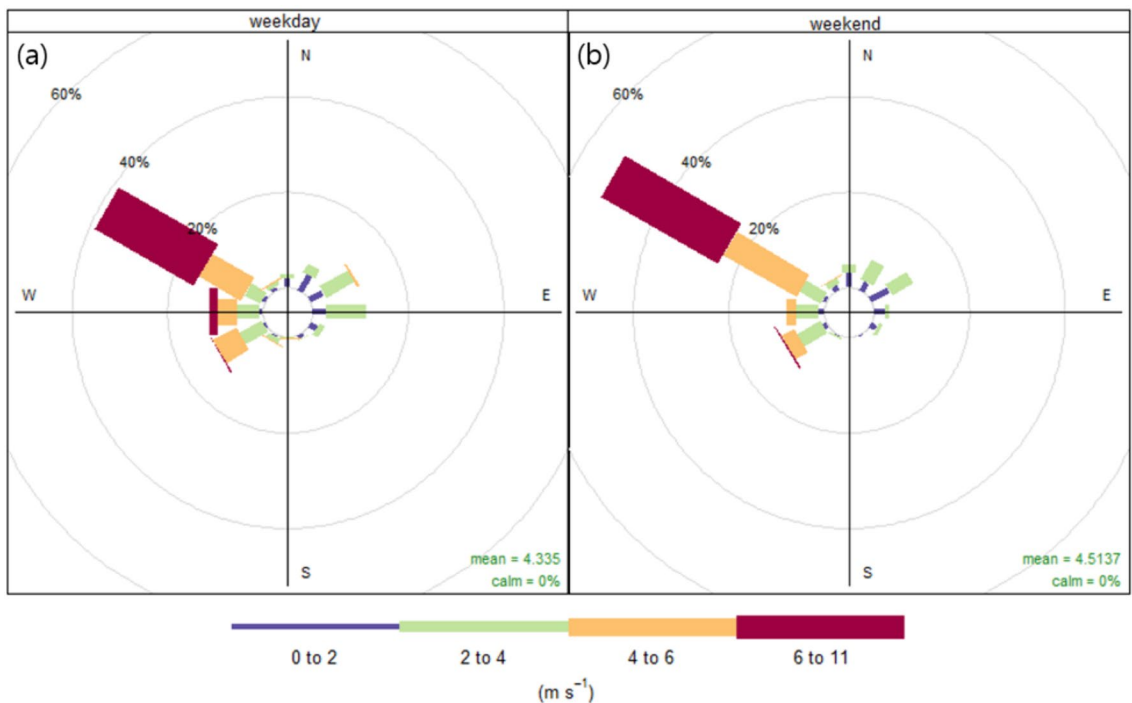 weekday
weekend
(a)
N
60%
40%
20%
W
E
S
mean = 4.335
calm = 0%
(b)
N
60%
40%
20%
W
E
S
mean = 4.5137
calm = 0%
0 to 2
2 to 4
4 to 6
6 to 11
(m s⁻¹)